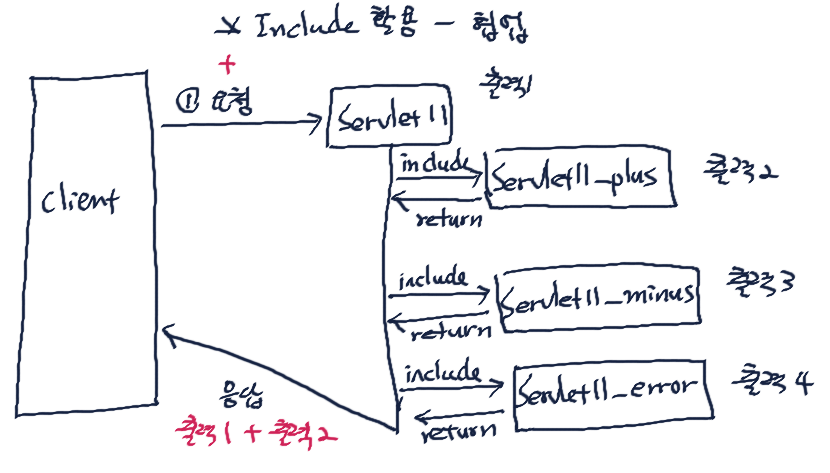 ※ Include 활용 - 협업
+
① 요청
Servlet11
출력1
client
include
Servlet11_plus
출력2
return
include
Servlet11_minus
출력3
return
include
Servlet11_error
출력4
return
응답
출력1 + 출력2